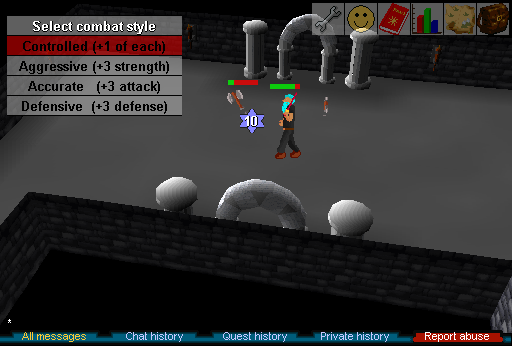 Select combat style
Controlled (+1 of each)
Aggressive (+3 strength)
Accurate (+3 attack)
Defensive (+3 defense)
10
*
All messages
Chat history
Quest history
Private history
Report abuse